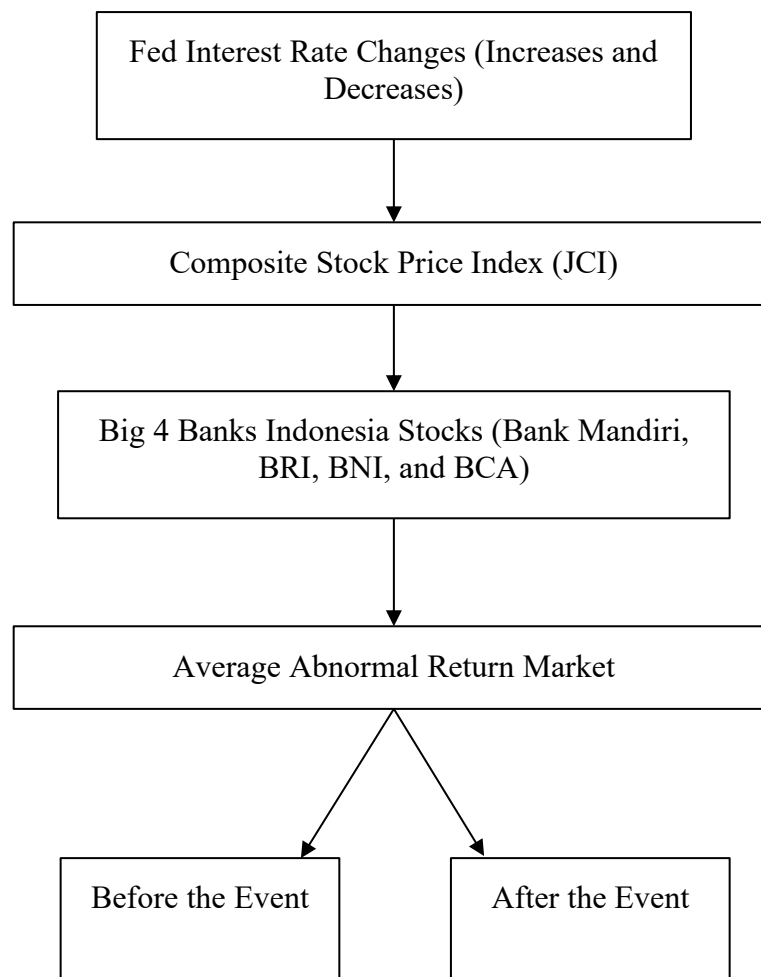 Fed Interest Rate Changes (Increases and
Decreases)
Composite Stock Price Index (JCI)
Big 4 Banks Indonesia Stocks (Bank Mandiri,
BRI, BNI, and BCA)
Average Abnormal Return Market
Before the Event
After the Event